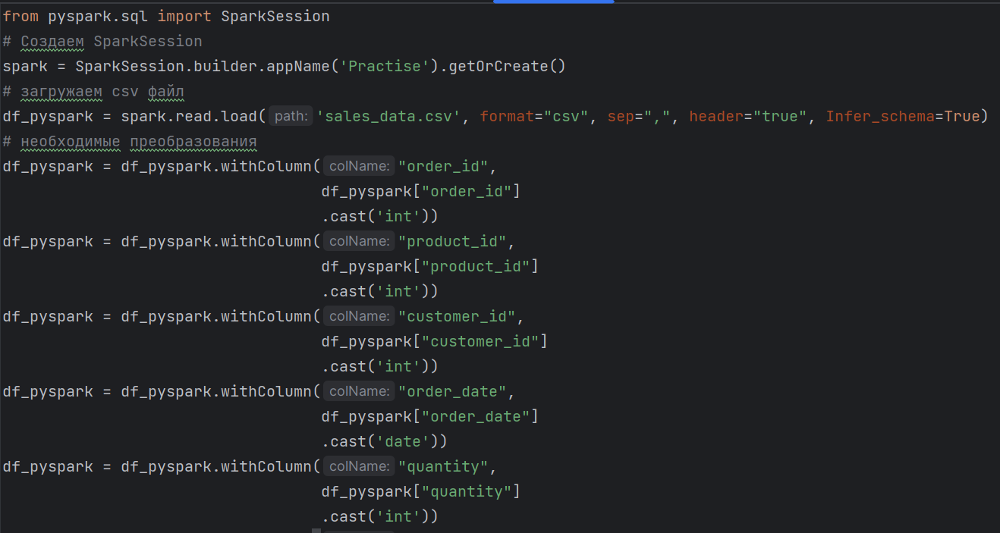 from pyspark.sql import SparkSession
# Создаем SparkSession
spark = SparkSession.builder.appName('Practise').getOrCreate()
# загружаем csv файл
df_pyspark = spark.read.load( path: 'sales_data.csv', format="csv", sep=",", header="true", Infer_schema=True)
# необходимые преобразования
df_pyspark = df_pyspark.withColumn( colName: "order_id",
df_pyspark["order_id"]
.cast('int'))
df_pyspark = df_pyspark.withColumn( colName: "product_id",
df_pyspark["product_id"]
.cast('int'))
df_pyspark = df_pyspark.withColumn( colName: "customer_id",
df_pyspark["customer_id"]
.cast('int'))
df_pyspark = df_pyspark.withColumn( colName: "order_date",
df_pyspark["order_date"]
.cast('date'))
df_pyspark = df_pyspark.withColumn( colName: "quantity",
df_pyspark["quantity"]
.cast('int'))